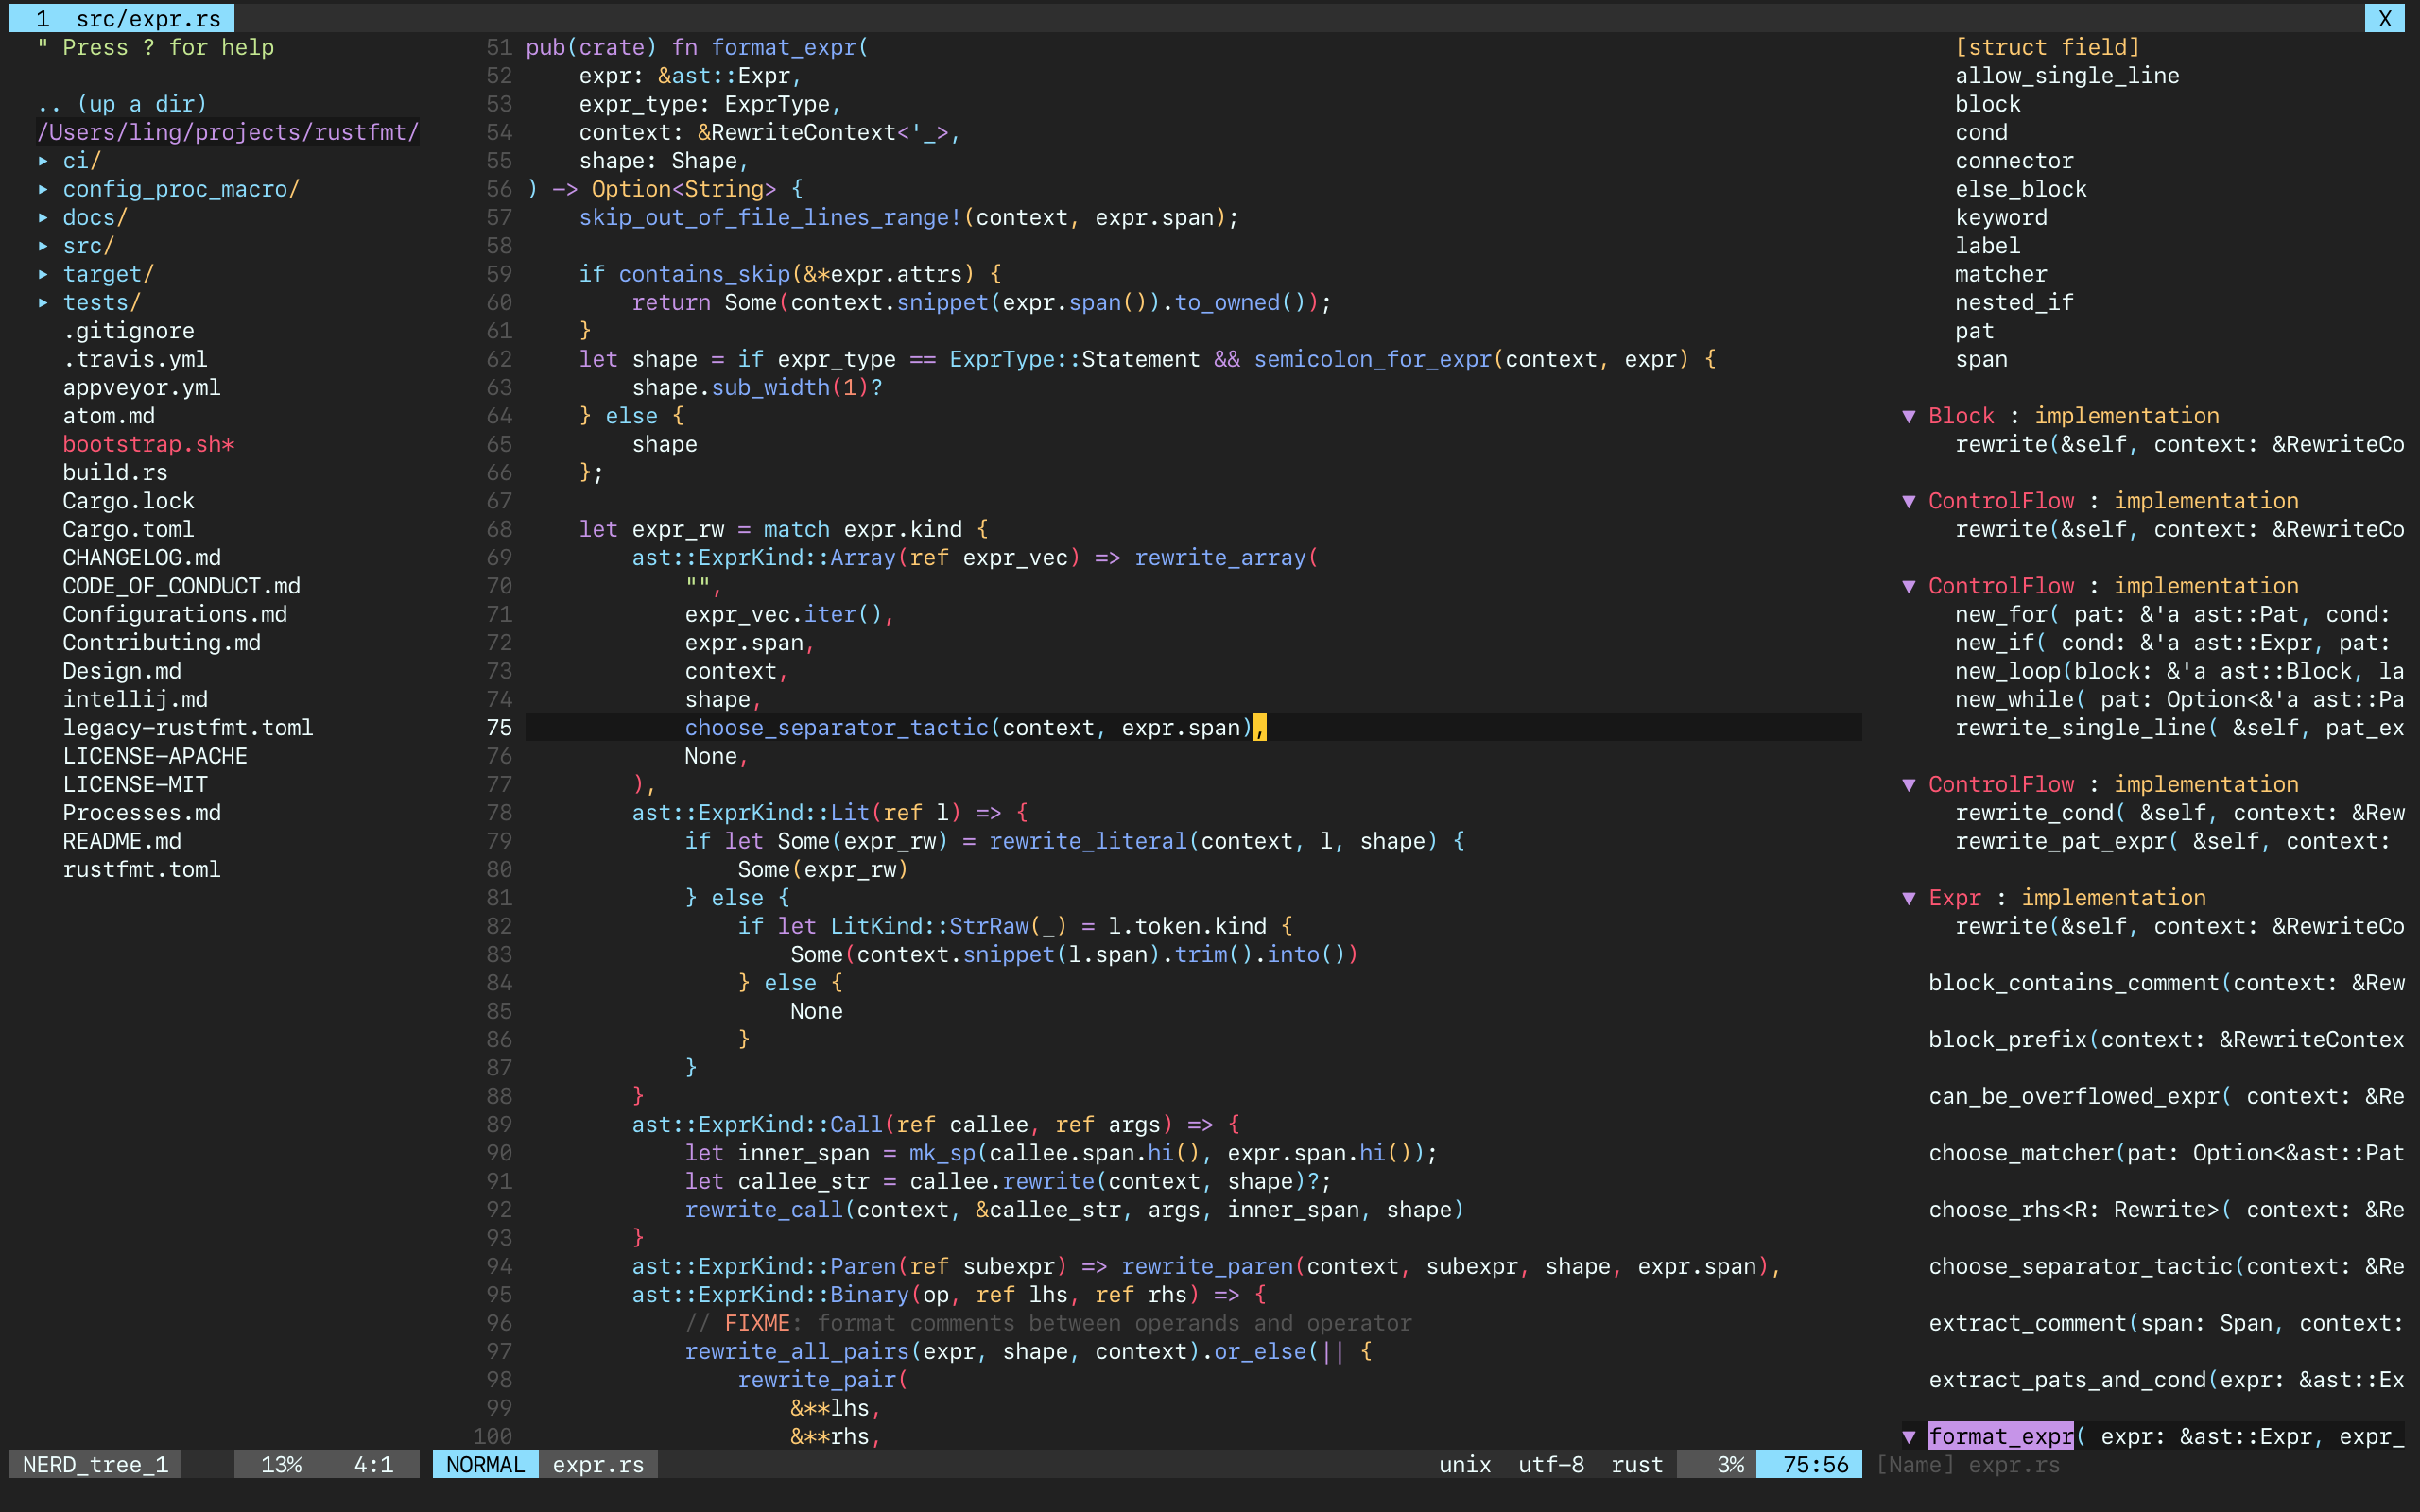 1  src/expr.rs
X
" Press ? for help
.. (up a dir)
/Users/ling/projects/rustfmt/
▸ ci/
▸ config_proc_macro/
▸ docs/
▸ src/
▸ target/
▸ tests/
.gitignore
.travis.yml
appveyor.yml
atom.md
bootstrap.sh*
build.rs
Cargo.lock
Cargo.toml
CHANGELOG.md
CODE_OF_CONDUCT.md
Configurations.md
Contributing.md
Design.md
intellij.md
legacy-rustfmt.toml
LICENSE-APACHE
LICENSE-MIT
Processes.md
README.md
rustfmt.toml
NERD_tree_1  13%  4:1
51 pub(crate) fn format_expr(
52     expr: &ast::Expr,
53     expr_type: ExprType,
54     context: &RewriteContext<'_>,
55     shape: Shape,
56 ) -> Option<String> {
57     skip_out_of_file_lines_range!(context, expr.span);
58
59     if contains_skip(&*expr.attrs) {
60         return Some(context.snippet(expr.span()).to_owned());
61     }
62     let shape = if expr_type == ExprType::Statement && semicolon_for_expr(context, expr) {
63         shape.sub_width(1)?
64     } else {
65         shape
66     };
67
68     let expr_rw = match expr.kind {
69         ast::ExprKind::Array(ref expr_vec) => rewrite_array(
70             "",
71             expr_vec.iter(),
72             expr.span,
73             context,
74             shape,
75             choose_separator_tactic(context, expr.span),
76             None,
77         ),
78         ast::ExprKind::Lit(ref l) => {
79             if let Some(expr_rw) = rewrite_literal(context, l, shape) {
80                 Some(expr_rw)
81             } else {
82                 if let LitKind::StrRaw(_) = l.token.kind {
83                     Some(context.snippet(l.span).trim().into())
84                 } else {
85                     None
86                 }
87             }
88         }
89         ast::ExprKind::Call(ref callee, ref args) => {
90             let inner_span = mk_sp(callee.span.hi(), expr.span.hi());
91             let callee_str = callee.rewrite(context, shape)?;
92             rewrite_call(context, &callee_str, args, inner_span, shape)
93         }
94         ast::ExprKind::Paren(ref subexpr) => rewrite_paren(context, subexpr, shape, expr.span),
95         ast::ExprKind::Binary(op, ref lhs, ref rhs) => {
96             // FIXME: format comments between operands and operator
97             rewrite_all_pairs(expr, shape, context).or_else(|| {
98                 rewrite_pair(
99                     &**lhs,
100                     &**rhs,
NORMAL  expr.rs  unix  utf-8  rust  3%  75:56
[struct field]
allow_single_line
block
cond
connector
else_block
keyword
label
matcher
nested_if
pat
span
▼ Block : implementation
rewrite(&self, context: &RewriteCo
▼ ControlFlow : implementation
rewrite(&self, context: &RewriteCo
▼ ControlFlow : implementation
new_for( pat: &'a ast::Pat, cond:
new_if( cond: &'a ast::Expr, pat:
new_loop(block: &'a ast::Block, la
new_while( pat: Option<&'a ast::Pa
rewrite_single_line( &self, pat_ex
▼ ControlFlow : implementation
rewrite_cond( &self, context: &Rew
rewrite_pat_expr( &self, context:
▼ Expr : implementation
rewrite(&self, context: &RewriteCo
block_contains_comment(context: &Rew
block_prefix(context: &RewriteContex
can_be_overflowed_expr( context: &Re
choose_matcher(pat: Option<&ast::Pat
choose_rhs<R: Rewrite>( context: &Re
choose_separator_tactic(context: &Re
extract_comment(span: Span, context:
extract_pats_and_cond(expr: &ast::Ex
▼ format_expr( expr: &ast::Expr, expr_
[Name] expr.rs